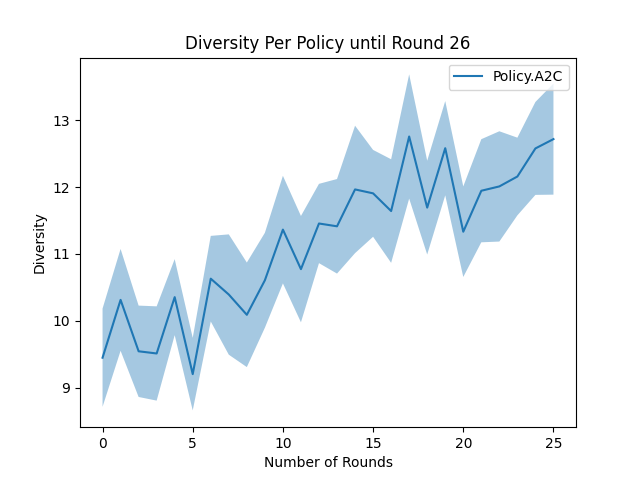 Diversity Per Policy until Round 26
Policy.A2C
13
12
11
10
9
Diversity
0 5 10 15 20 25
Number of Rounds